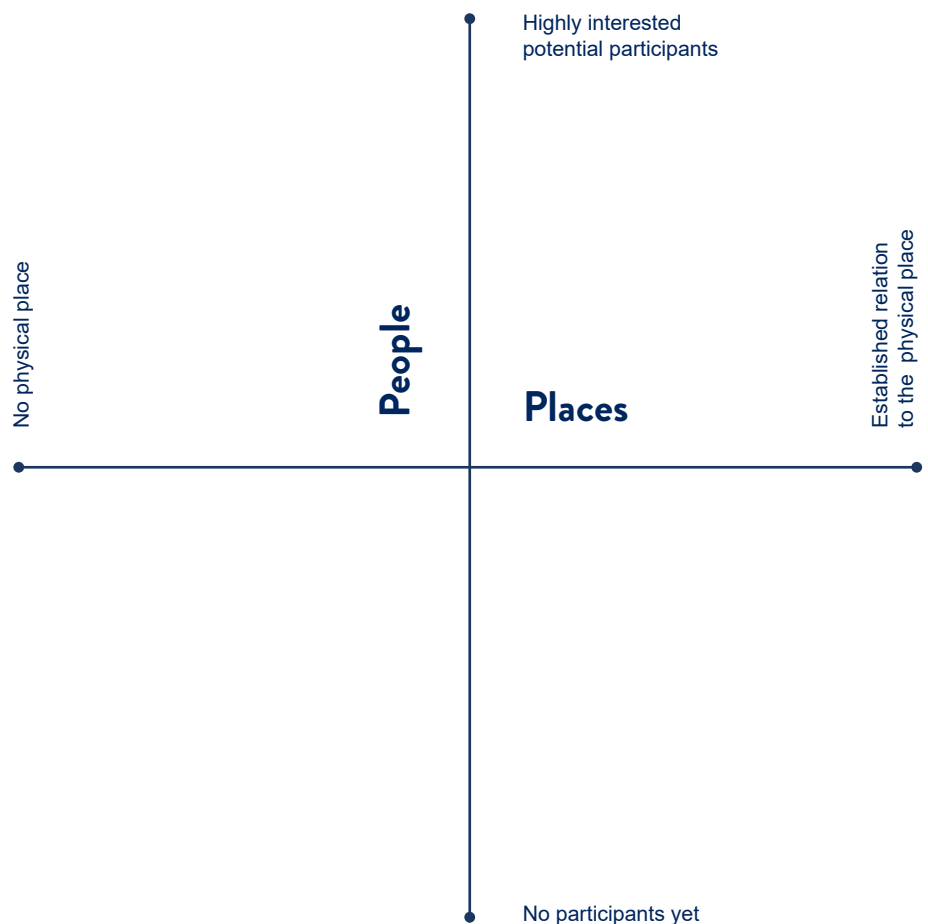 Highly interested
potential participants
No physical place
People
Places
Established relation
to the physical place
No participants yet